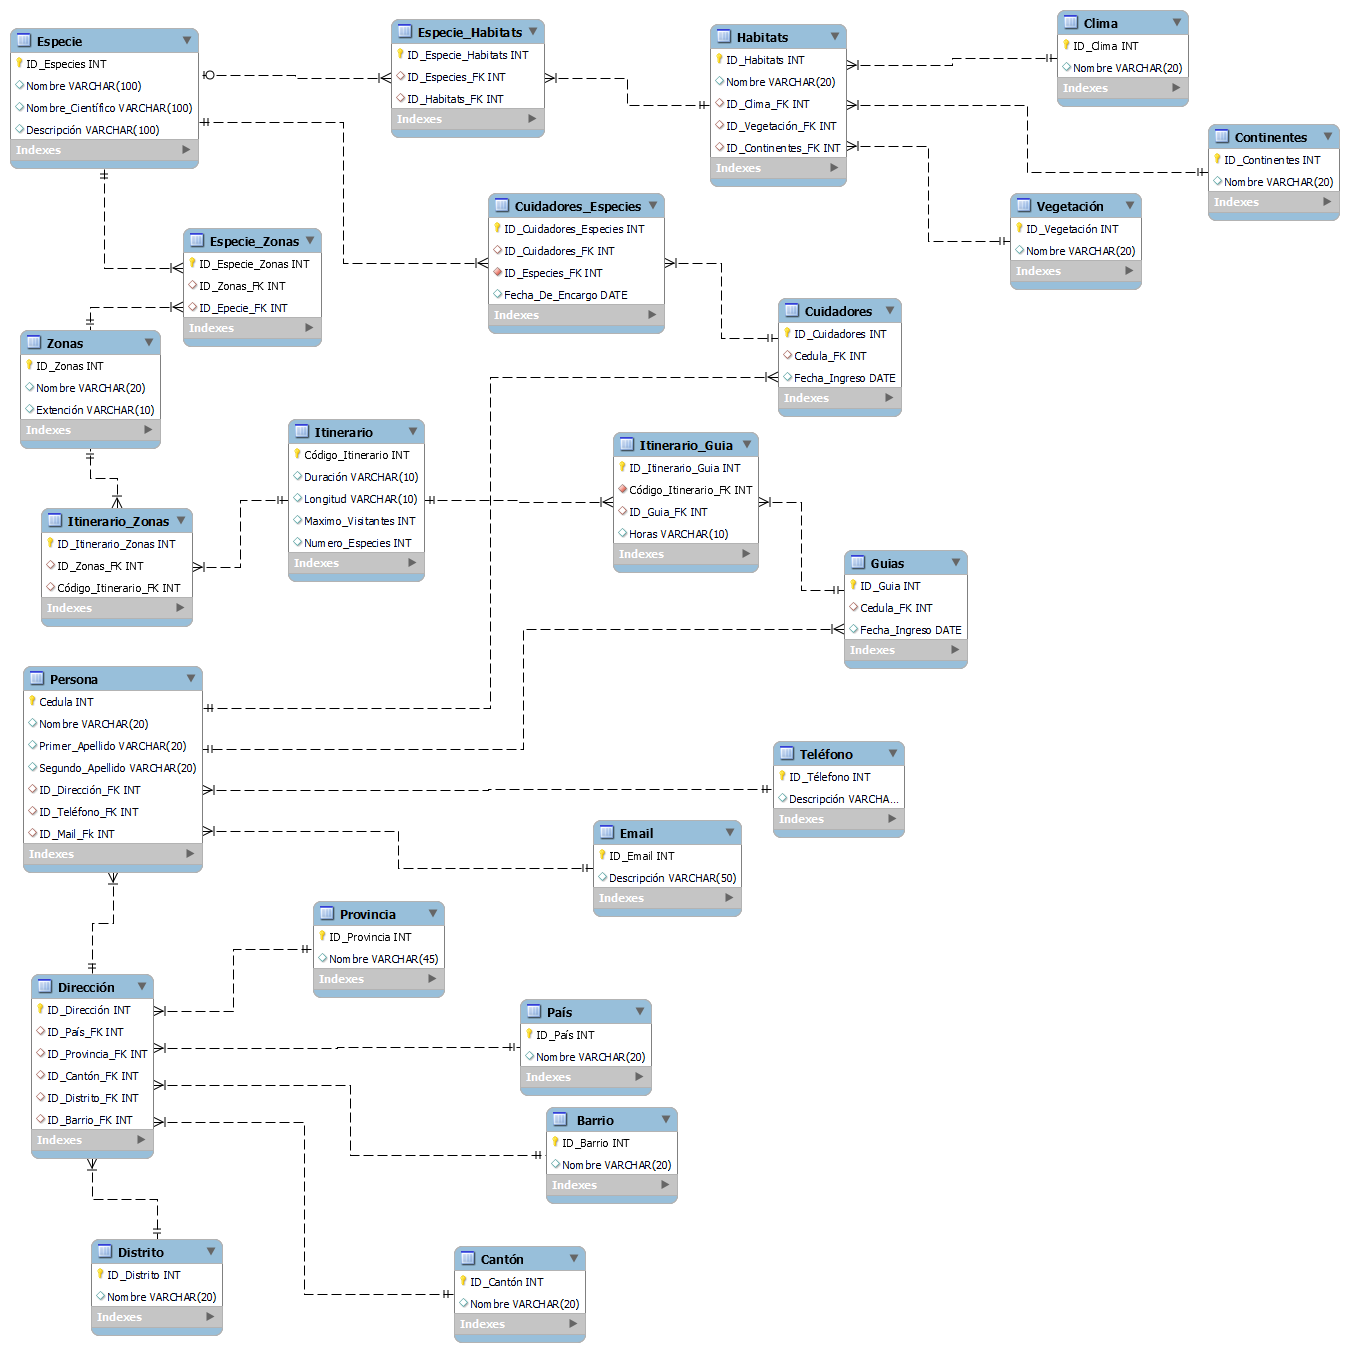 Especie
ID_Especies INT
Nombre VARCHAR(100)
Nombre_Científico VARCHAR(100)
Descripción VARCHAR(100)
Indexes
Especie_Habitats
ID_Especie_Habitats INT
ID_Especies_FK INT
ID_Habitats_FK INT
Indexes
Habitats
ID_Habitats INT
Nombre VARCHAR(20)
ID_Clima_FK INT
ID_Vegetación_FK INT
ID_Continentes_FK INT
Indexes
Clima
ID_Clima INT
Nombre VARCHAR(20)
Indexes
Continentes
ID_Continentes INT
Nombre VARCHAR(20)
Indexes
Vegetación
ID_Vegetación INT
Nombre VARCHAR(20)
Indexes
Cuidadores_Especies
ID_Cuidadores_Especies INT
ID_Cuidadores_FK INT
ID_Especies_FK INT
Fecha_De_Encargo DATE
Indexes
Especie_Zonas
ID_Especie_Zonas INT
ID_Zonas_FK INT
ID_Epecie_FK INT
Indexes
Cuidadores
ID_Cuidadores INT
Cedula_FK INT
Fecha_Ingreso DATE
Indexes
Zonas
ID_Zonas INT
Nombre VARCHAR(20)
Extención VARCHAR(10)
Indexes
Itinerario
Código_Itinerario INT
Duración VARCHAR(10)
Longitud VARCHAR(10)
Maximo_Visitantes INT
Numero_Especies INT
Indexes
Itinerario_Guia
ID_Itinerario_Guia INT
Código_Itinerario_FK INT
ID_Guia_FK INT
Horas VARCHAR(10)
Indexes
Itinerario_Zonas
ID_Itinerario_Zonas INT
ID_Zonas_FK INT
Código_Itinerario_FK INT
Indexes
Guias
ID_Guia INT
Cedula_FK INT
Fecha_Ingreso DATE
Indexes
Persona
Cedula INT
Nombre VARCHAR(20)
Primer_Apellido VARCHAR(20)
Segundo_Apellido VARCHAR(20)
ID_Dirección_FK INT
ID_Teléfono_FK INT
ID_Mail_Fk INT
Indexes
Teléfono
ID_Télefono INT
Descripción VARCHA...
Indexes
Email
ID_Email INT
Descripción VARCHAR(50)
Indexes
Provincia
ID_Provincia INT
Nombre VARCHAR(45)
Indexes
Dirección
ID_Dirección INT
ID_País_FK INT
ID_Provincia_FK INT
ID_Cantón_FK INT
ID_Distrito_FK INT
ID_Barrio_FK INT
Indexes
País
ID_País INT
Nombre VARCHAR(20)
Indexes
Barrio
ID_Barrio INT
Nombre VARCHAR(20)
Indexes
Distrito
ID_Distrito INT
Nombre VARCHAR(20)
Indexes
Cantón
ID_Cantón INT
Nombre VARCHAR(20)
Indexes